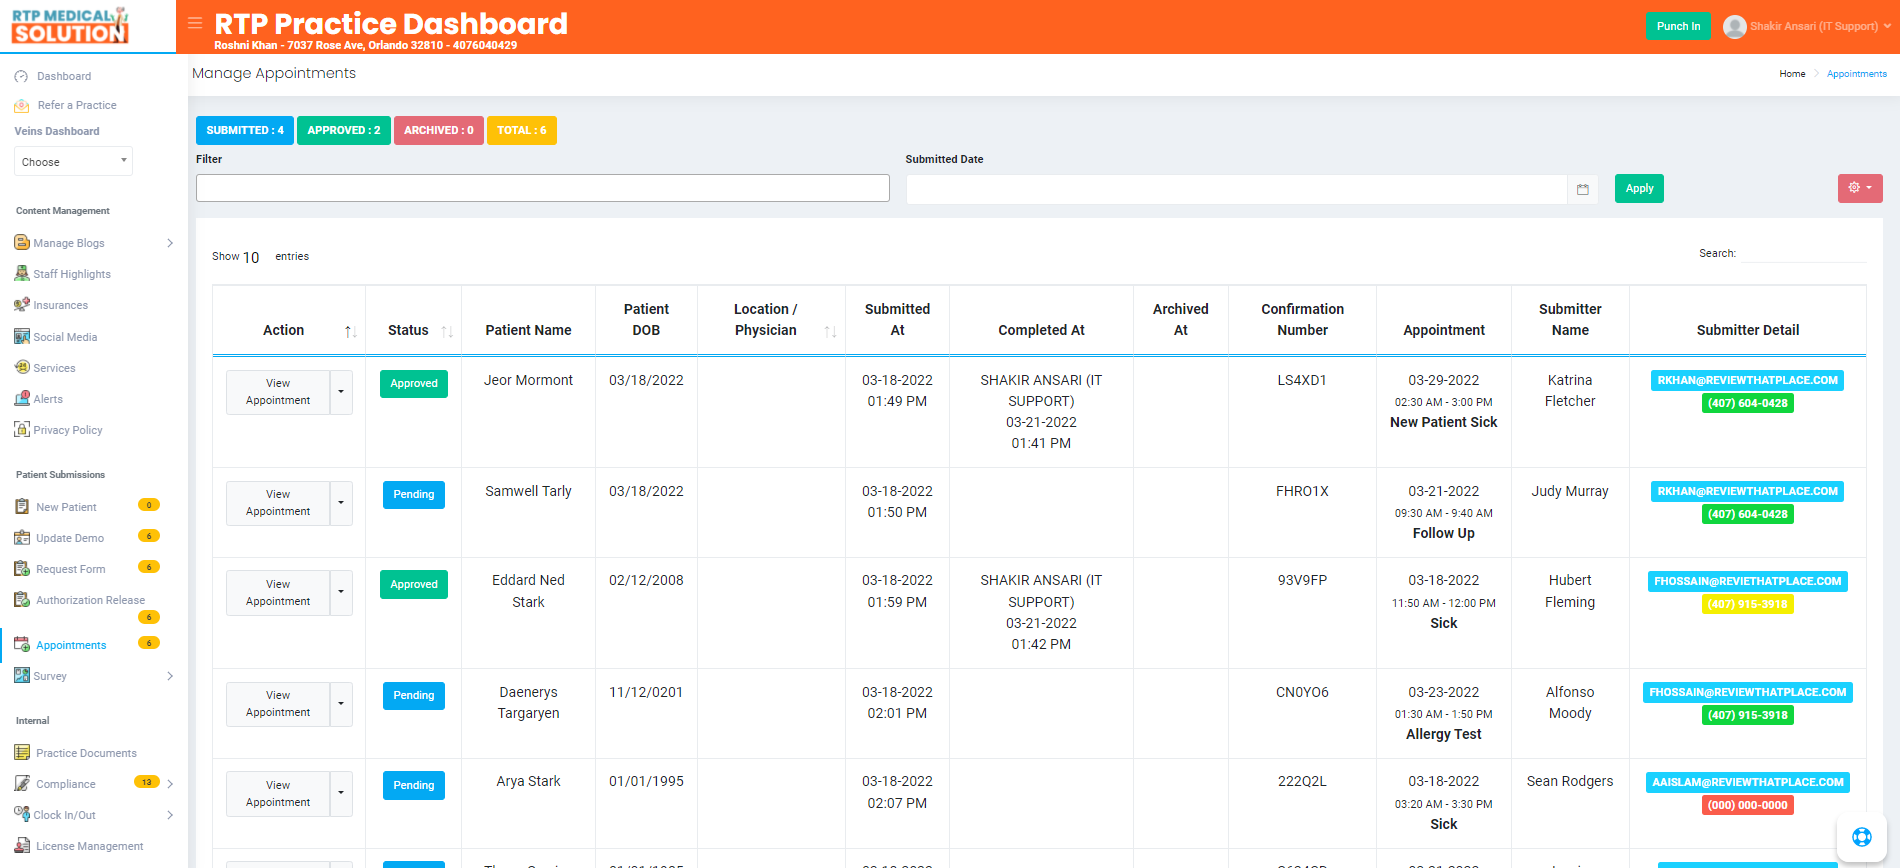 RTP MEDICAL
SOLUTION
RTP Practice Dashboard
Roshni Khan - 7037 Rose Ave, Orlando 32810 - 4076040429
Punch In
Shakir Ansari (IT Support)
Manage Appointments
Home
Appointments
Dashboard
Refer a Practice
Veins Dashboard
Choose
Content Management
Manage Blogs
Staff Highlights
Insurances
Social Media
Services
Alerts
Privacy Policy
Patient Submissions
New Patient 0
Update Demo 6
Request Form 6
Authorization Release
6
Appointments 6
Survey
Internal
Practice Documents
Compliance 13
Clock In/Out
License Management
SUBMITTED : 4 APPROVED : 2 ARCHIVED : 0 TOTAL : 6
Filter
Submitted Date
Apply
Show 10 entries
Search:
Action
Status
Patient Name
Patient
DOB
Location /
Physician
Submitted
At
Completed At
Archived
At
Confirmation
Number
Appointment
Submitter
Name
Submitter Detail
View
Appointment
Approved
Jeor Mormont
03/18/2022
03-18-2022
01:49 PM
SHAKIR ANSARI (IT
SUPPORT)
03-21-2022
01:41 PM
LS4XD1
03-29-2022
02:30 AM - 3:00 PM
New Patient Sick
Katrina
Fletcher
RKHAN@REVIEWTHATPLACE.COM
(407) 604-0428
View
Appointment
Pending
Samwell Tarly
03/18/2022
03-18-2022
01:50 PM
FHRO1X
03-21-2022
09:30 AM - 9:40 AM
Follow Up
Judy Murray
RKHAN@REVIEWTHATPLACE.COM
(407) 604-0428
View
Appointment
Approved
Eddard Ned
Stark
02/12/2008
03-18-2022
01:59 PM
SHAKIR ANSARI (IT
SUPPORT)
03-21-2022
01:42 PM
93V9FP
03-18-2022
11:50 AM - 12:00 PM
Sick
Hubert
Fleming
FHOSSAIN@REVIETHATPLACE.COM
(407) 915-3918
View
Appointment
Pending
Daenerys
Targaryen
11/12/0201
03-18-2022
02:01 PM
CN0YO6
03-23-2022
01:30 AM - 1:50 PM
Allergy Test
Alfonso
Moody
FHOSSAIN@REVIEWTHATPLACE.COM
(407) 915-3918
View
Appointment
Pending
Arya Stark
01/01/1995
03-18-2022
02:07 PM
222Q2L
03-18-2022
03:20 AM - 3:30 PM
Sick
Sean Rodgers
AAISLAM@REVIEWTHATPLACE.COM
(000) 000-0000